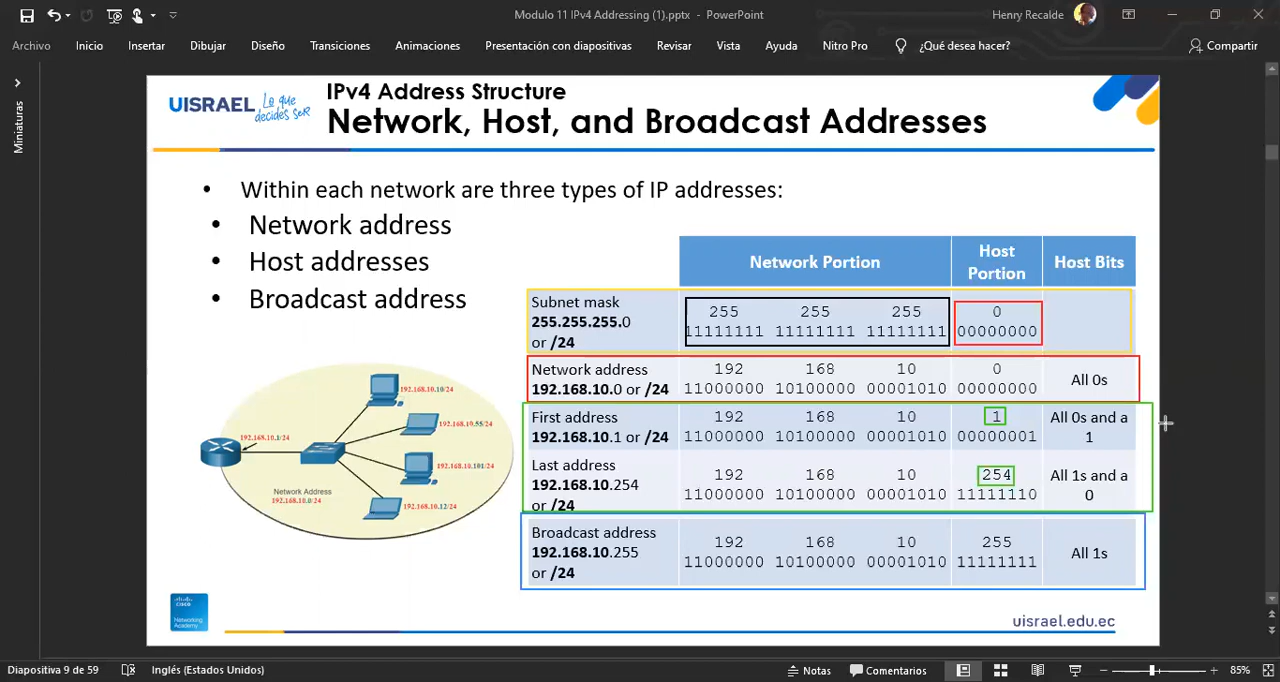 Modulo 11 IPv4 Addressing (1).pptx - PowerPoint
Henry Recalde
Archivo Inicio Insertar Dibujar Diseño Transiciones Animaciones Presentación con diapositivas Revisar Vista Ayuda Nitro Pro ¿Qué desea hacer? Compartir
Miniaturas
UISRAEL Lo que decides ser
IPv4 Address Structure
Network, Host, and Broadcast Addresses
• Within each network are three types of IP addresses:
• Network address
• Host addresses
• Broadcast address
Network Portion
Host
Portion
Host Bits
Subnet mask
255.255.255.0
or /24
255 255 255 0
11111111 11111111 11111111 00000000
Network address
192.168.10.0 or /24
192 168 10 0
11000000 10100000 00001010 00000000
All 0s
First address
192.168.10.1 or /24
192 168 10 1
11000000 10100000 00001010 00000001
All 0s and a
1
Last address
192.168.10.254
or /24
192 168 10 254
11000000 10100000 00001010 11111110
All 1s and a
0
Broadcast address
192.168.10.255
or /24
192 168 10 255
11000000 10100000 00001010 11111111
All 1s
192.168.10.10/24
192.168.10.55/24
192.168.10.1/24
192.168.10.101/24
192.168.10.12/24
Network Address
192.168.10.0/24
cisco
Networking
Academy
uisrael.edu.ec
Diapositiva 9 de 59 Inglés (Estados Unidos) Notas Comentarios 85%